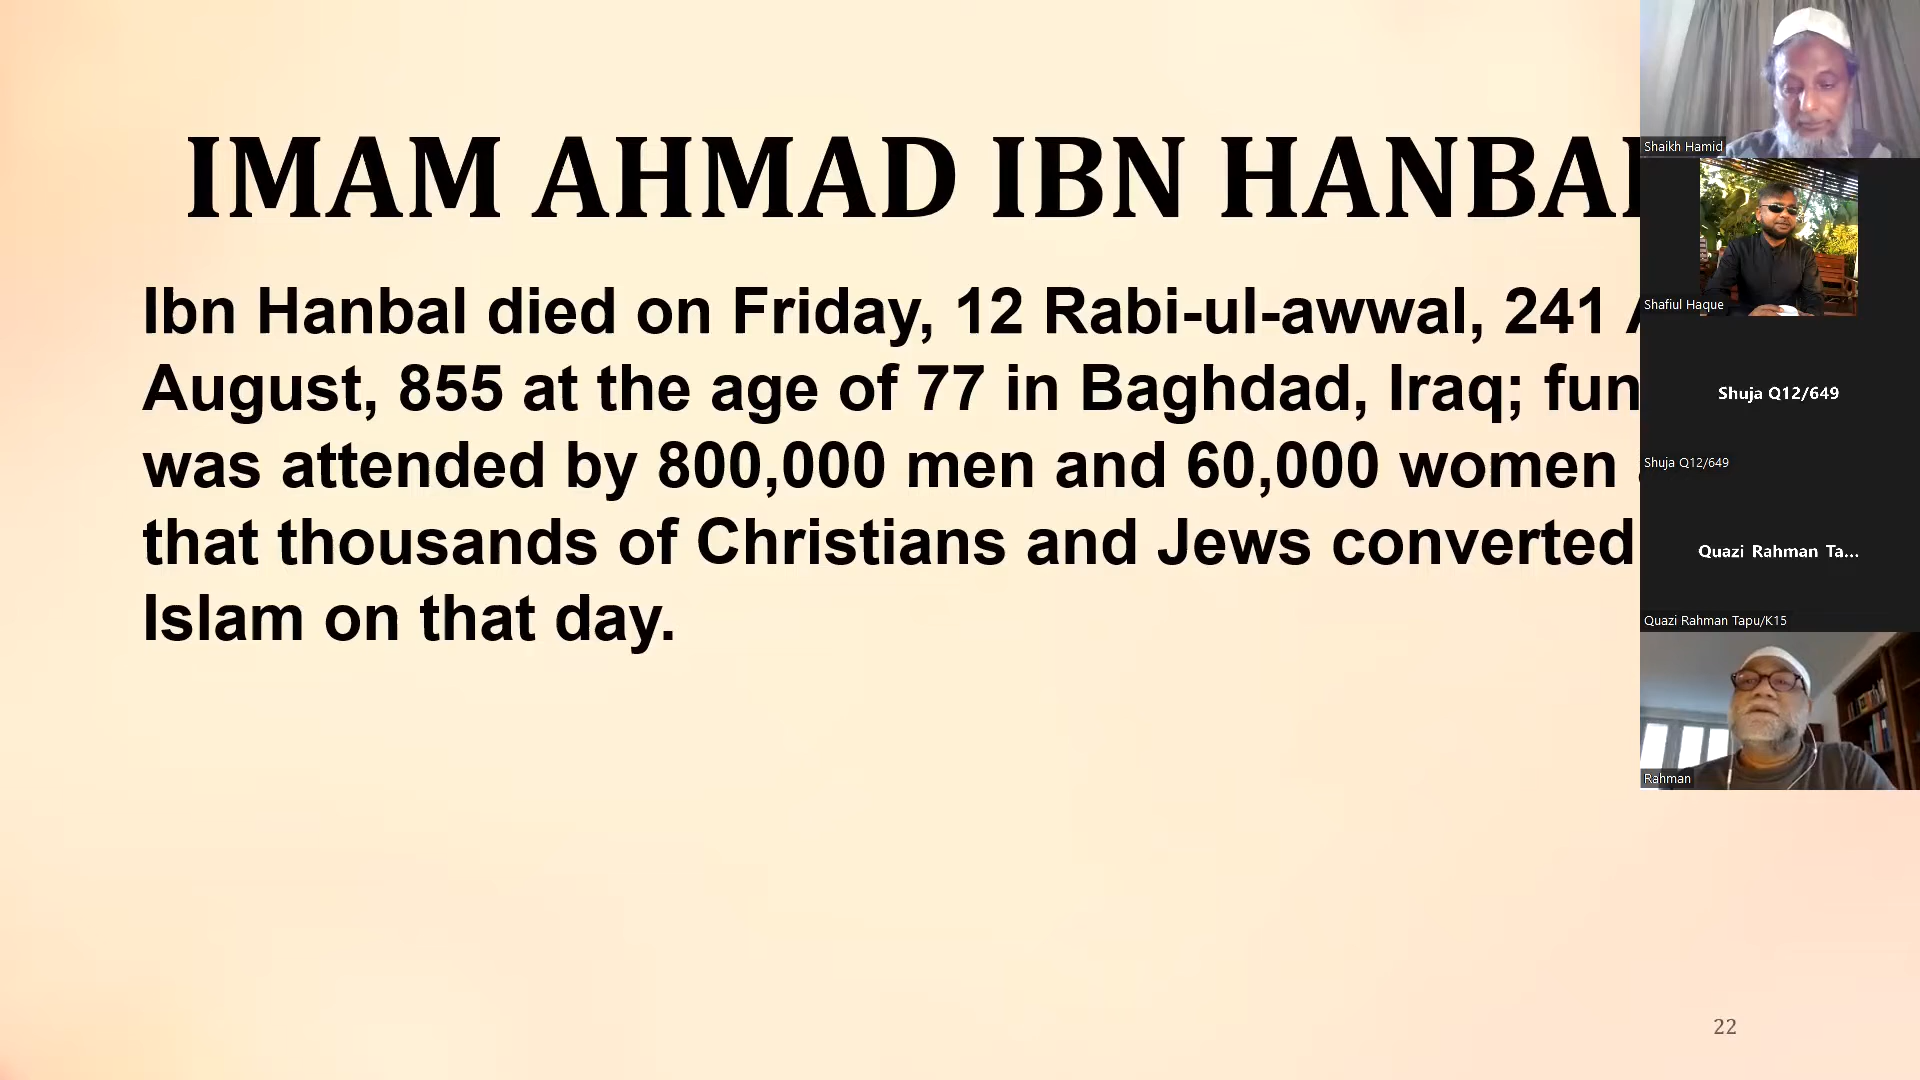 IMAM AHMAD IBN HANBAL
Ibn Hanbal died on Friday, 12 Rabi-ul-awwal, 241
August, 855 at the age of 77 in Baghdad, Iraq; fun
was attended by 800,000 men and 60,000 women
that thousands of Christians and Jews converted
Islam on that day.
22
Shaikh Hamid
Shafiul Haque
Shuja Q12/649
Shuja Q12/649
Quazi Rahman Ta...
Quazi Rahman Tapu/K15
Rahman